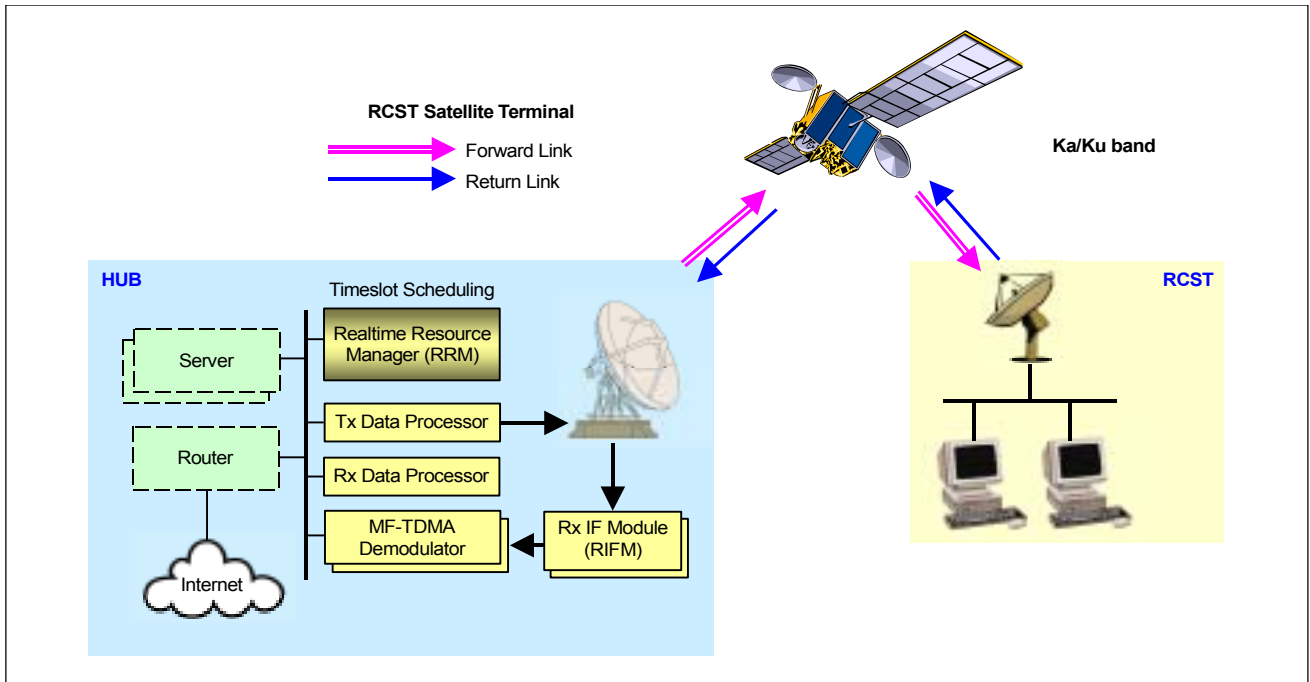 RCST Satellite Terminal
Forward Link
Return Link
Ka/Ku band
HUB
Timeslot Scheduling
Realtime Resource
Manager (RRM)
Server
Tx Data Processor
Router
Rx Data Processor
MF-TDMA
Demodulator
Rx IF Module
(RIFM)
Internet
RCST